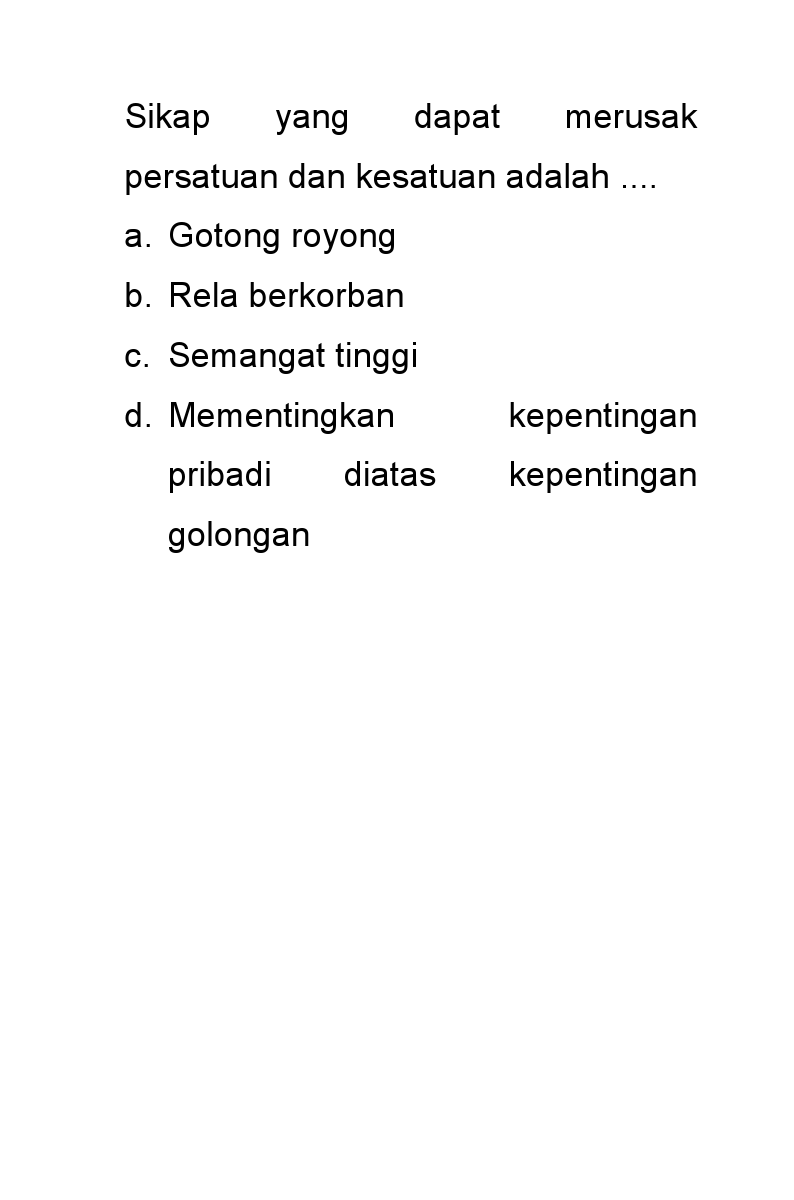 Sikap yang dapat merusak
persatuan dan kesatuan adalah ....
a. Gotong royong
b. Rela berkorban
c. Semangat tinggi
d. Mementingkan kepentingan
pribadi diatas kepentingan
golongan